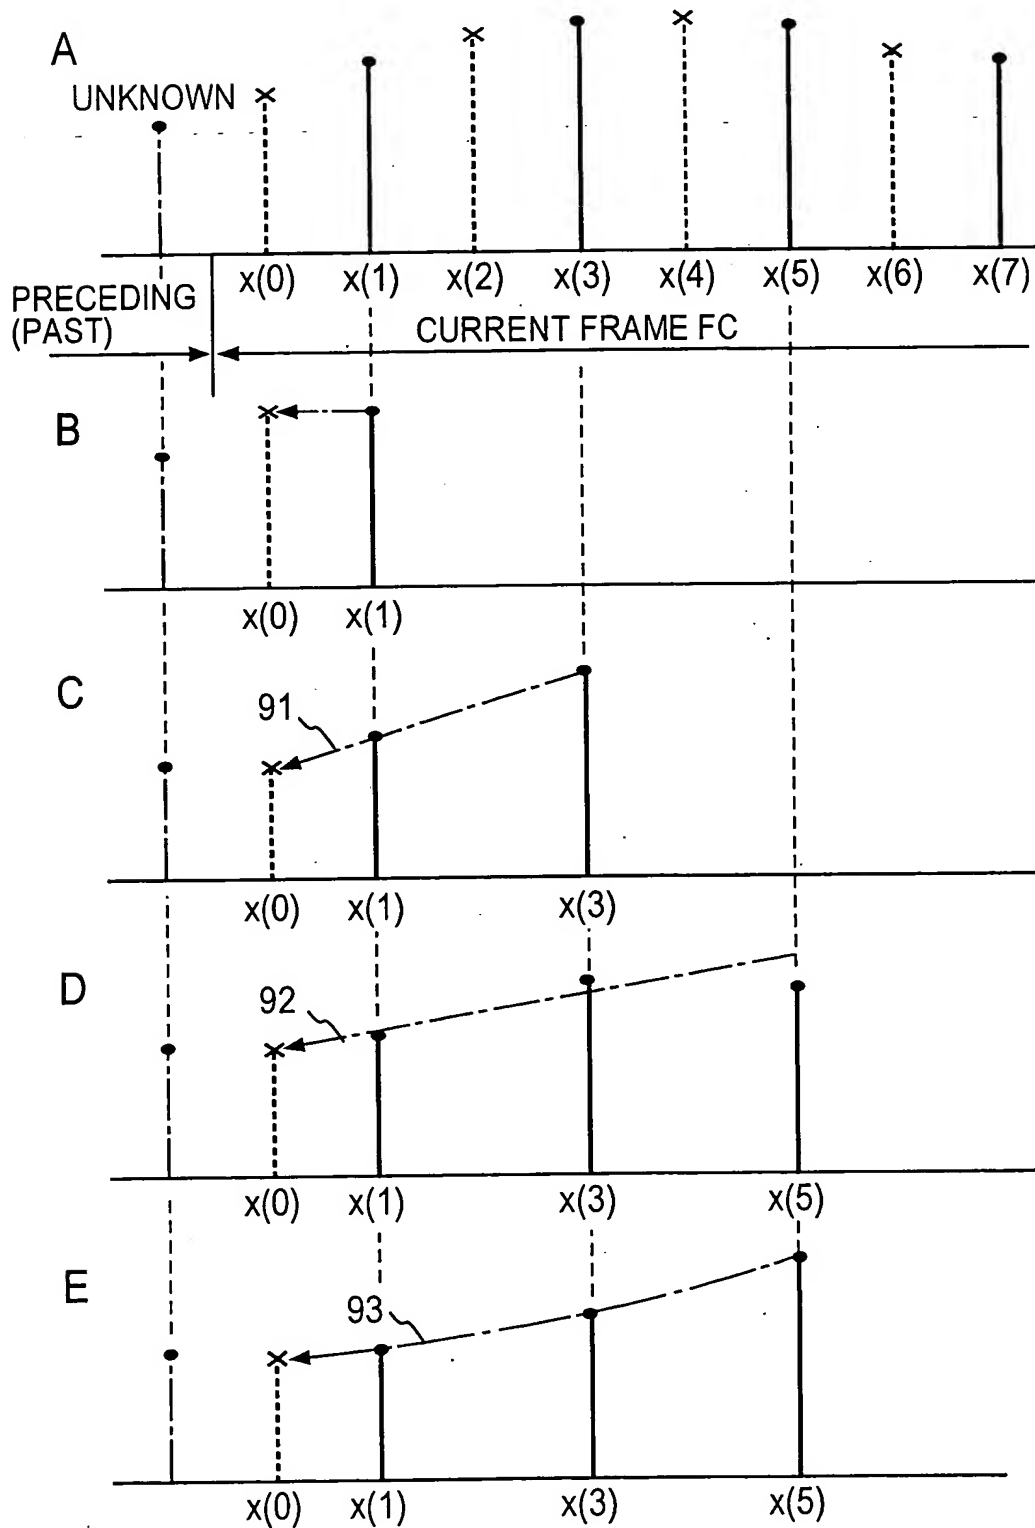 A
UNKNOWN
x(0) x(1) x(2) x(3) x(4) x(5) x(6) x(7)
PRECEDING
(PAST)
CURRENT FRAME FC
B
x(0) x(1)
C
91
x(0) x(1) x(3)
D
92
x(0) x(1) x(3) x(5)
E
93
x(0) x(1) x(3) x(5)